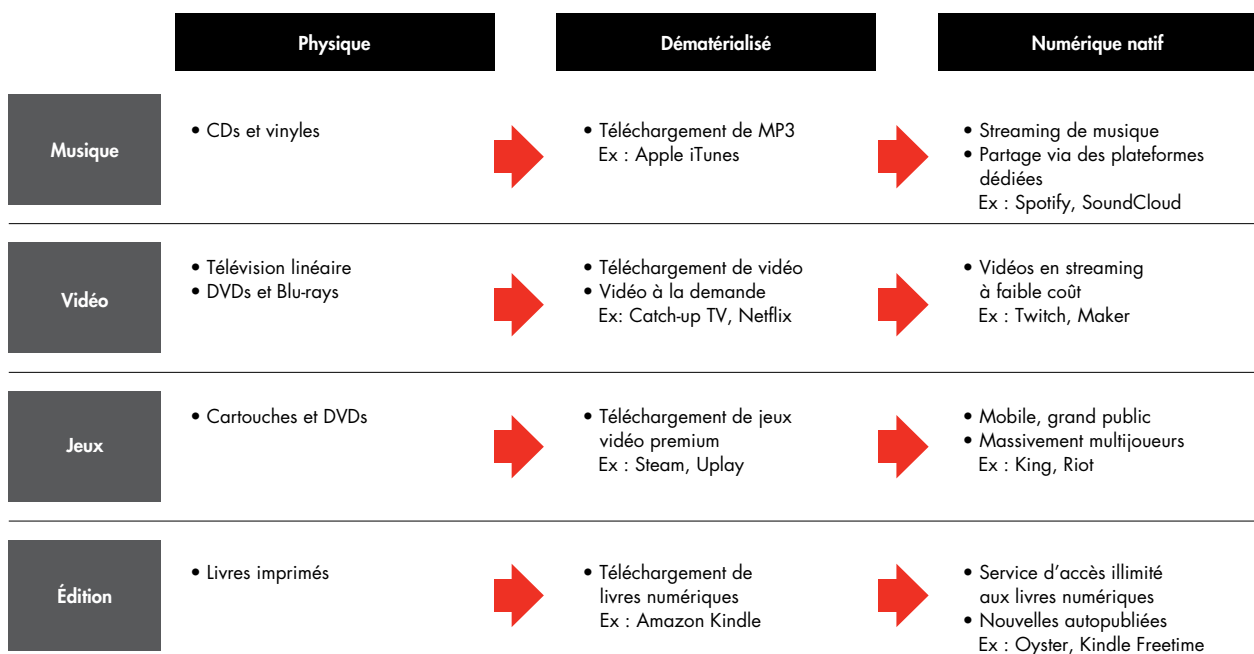 Physique
Dématérialisé
Numérique natif
Musique
• CDs et vinyles
• Téléchargement de MP3
Ex : Apple iTunes
• Streaming de musique
• Partage via des plateformes
dédiées
Ex : Spotify, SoundCloud
Vidéo
• Télévision linéaire
• DVDs et Blu-rays
• Téléchargement de vidéo
• Vidéo à la demande
Ex: Catch-up TV, Netflix
• Vidéos en streaming
à faible coût
Ex : Twitch, Maker
Jeux
• Cartouches et DVDs
• Téléchargement de jeux
vidéo premium
Ex : Steam, Uplay
• Mobile, grand public
• Massivement multijoueurs
Ex : King, Riot
Édition
• Livres imprimés
• Téléchargement de
livres numériques
Ex : Amazon Kindle
• Service d’accès illimité
aux livres numériques
• Nouvelles autopubliées
Ex : Oyster, Kindle Freetime